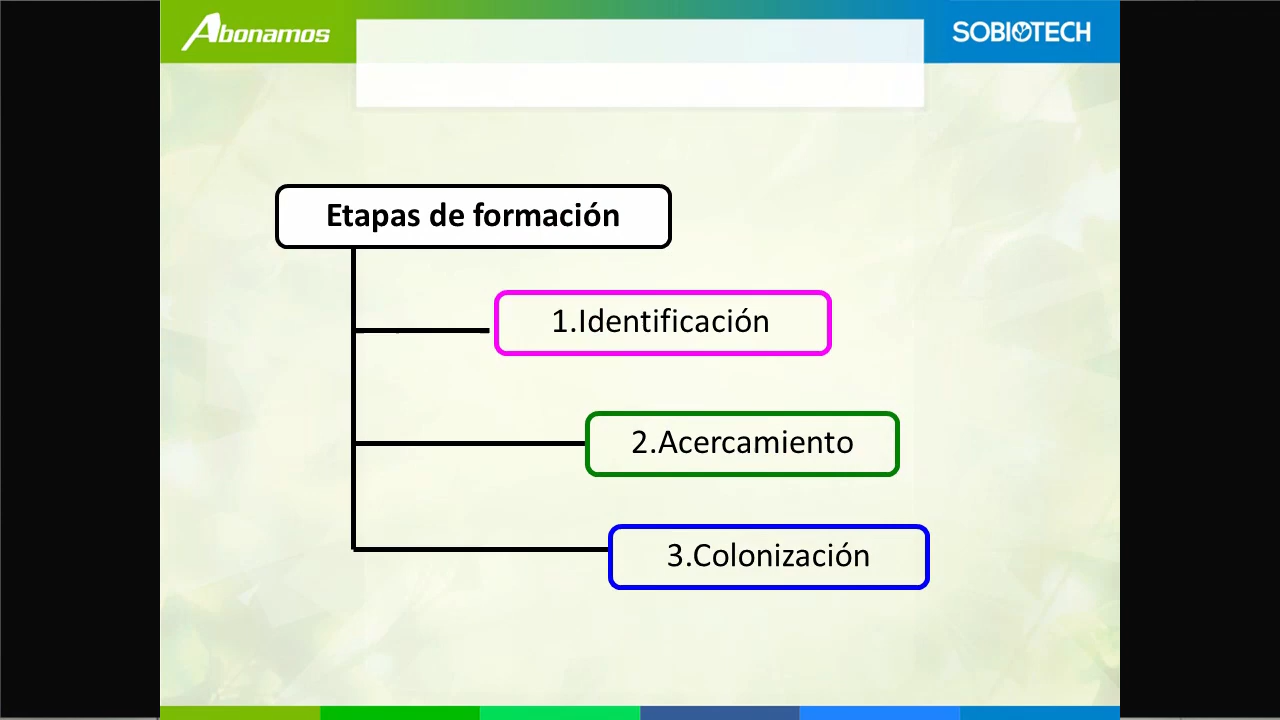 Abonamos
SOBIOTECH
Etapas de formación
1.Identificación
2.Acercamiento
3.Colonización